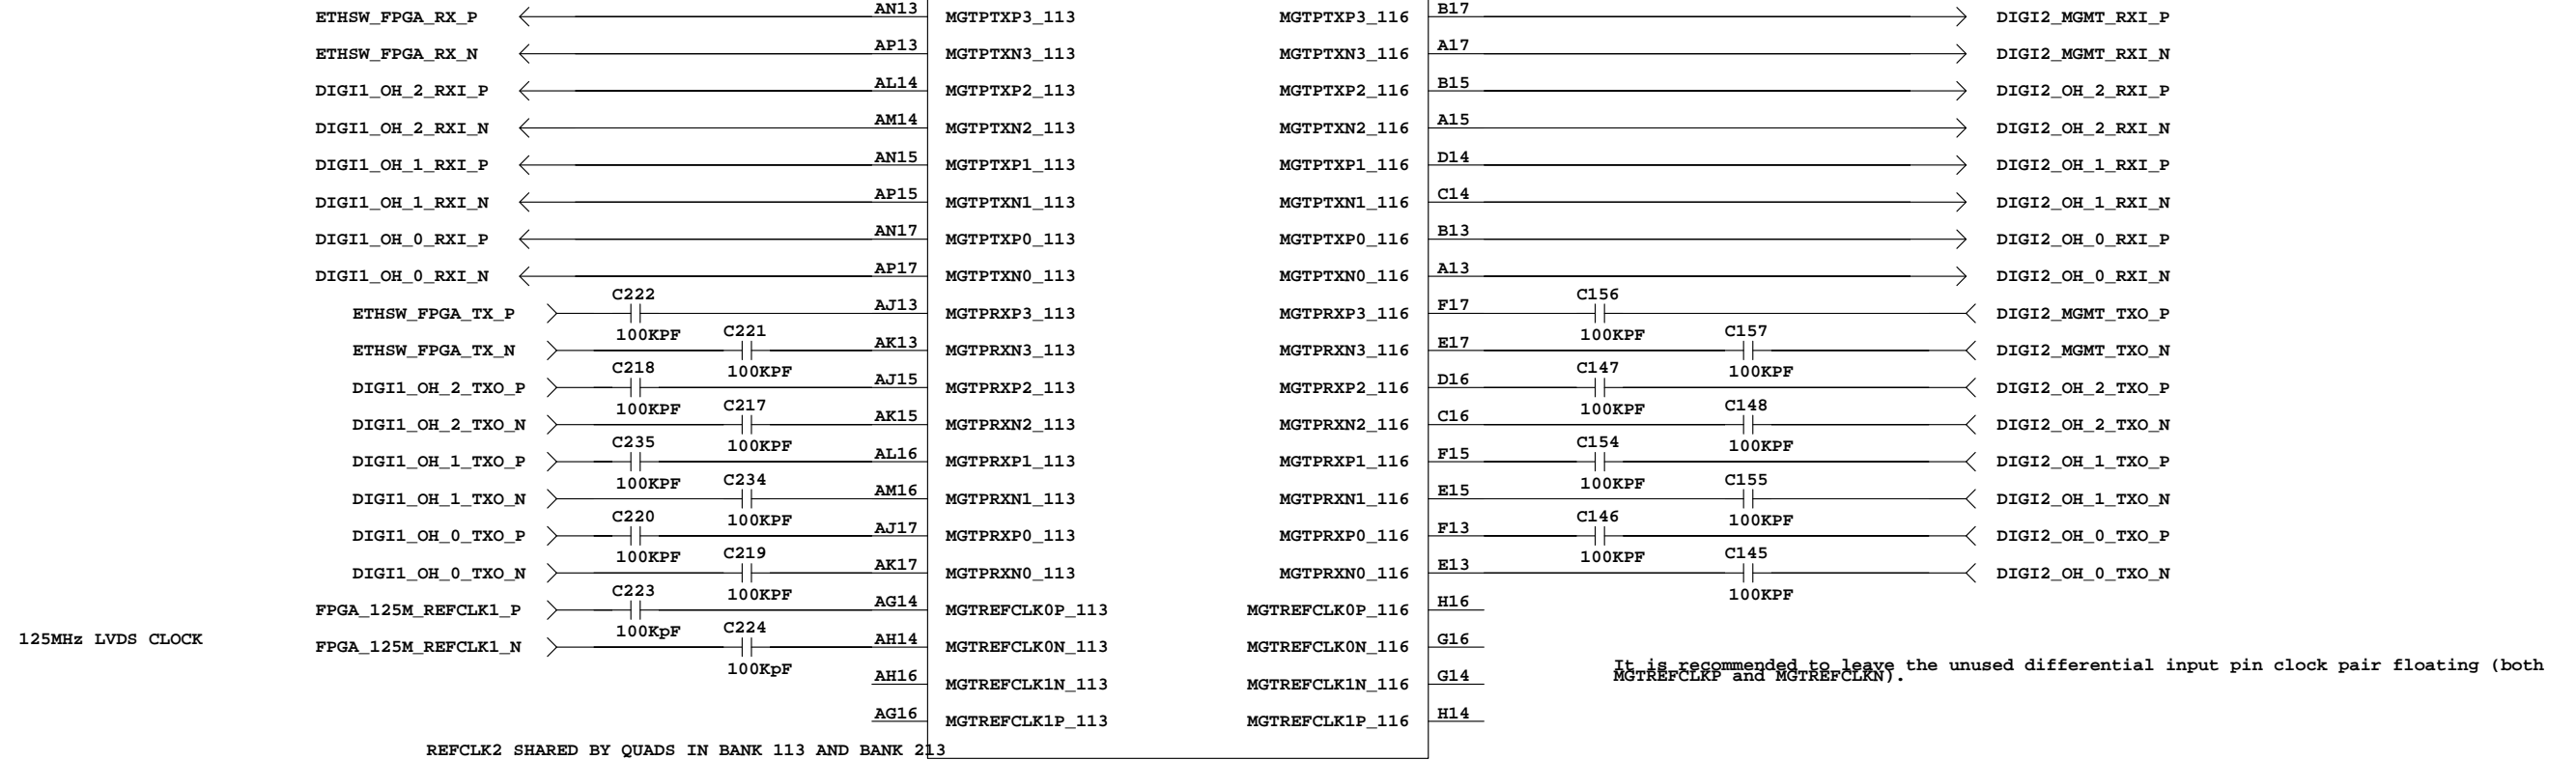 ETHSW_FPGA_RX_P AN13 MGTPTXP3_113 MGTPTXP3_116 B17 DIGI2_MGMT_RXI_P
ETHSW_FPGA_RX_N AP13 MGTPTXN3_113 MGTPTXN3_116 A17 DIGI2_MGMT_RXI_N
DIGI1_OH_2_RXI_P AL14 MGTPTXP2_113 MGTPTXP2_116 B15 DIGI2_OH_2_RXI_P
DIGI1_OH_2_RXI_N AM14 MGTPTXN2_113 MGTPTXN2_116 A15 DIGI2_OH_2_RXI_N
DIGI1_OH_1_RXI_P AN15 MGTPTXP1_113 MGTPTXP1_116 D14 DIGI2_OH_1_RXI_P
DIGI1_OH_1_RXI_N AP15 MGTPTXN1_113 MGTPTXN1_116 C14 DIGI2_OH_1_RXI_N
DIGI1_OH_0_RXI_P AN17 MGTPTXP0_113 MGTPTXP0_116 B13 DIGI2_OH_0_RXI_P
DIGI1_OH_0_RXI_N AP17 MGTPTXN0_113 MGTPTXN0_116 A13 DIGI2_OH_0_RXI_N
ETHSW_FPGA_TX_P C222 100KPF AJ13 MGTPRXP3_113 MGTPRXP3_116 F17 C156 100KPF DIGI2_MGMT_TXO_P
ETHSW_FPGA_TX_N C221 100KPF AK13 MGTPRXN3_113 MGTPRXN3_116 E17 C157 100KPF DIGI2_MGMT_TXO_N
DIGI1_OH_2_TXO_P C218 100KPF AJ15 MGTPRXP2_113 MGTPRXP2_116 D16 C147 100KPF DIGI2_OH_2_TXO_P
DIGI1_OH_2_TXO_N C217 100KPF AK15 MGTPRXN2_113 MGTPRXN2_116 C16 C148 100KPF DIGI2_OH_2_TXO_N
DIGI1_OH_1_TXO_P C235 100KPF AL16 MGTPRXP1_113 MGTPRXP1_116 F15 C154 100KPF DIGI2_OH_1_TXO_P
DIGI1_OH_1_TXO_N C234 100KPF AM16 MGTPRXN1_113 MGTPRXN1_116 E15 C155 100KPF DIGI2_OH_1_TXO_N
DIGI1_OH_0_TXO_P C220 100KPF AJ17 MGTPRXP0_113 MGTPRXP0_116 F13 C146 100KPF DIGI2_OH_0_TXO_P
DIGI1_OH_0_TXO_N C219 100KPF AK17 MGTPRXN0_113 MGTPRXN0_116 E13 C145 100KPF DIGI2_OH_0_TXO_N
FPGA_125M_REFCLK1_P C223 100KpF AG14 MGTREFCLK0P_113 MGTREFCLK0P_116 H16
125MHz LVDS CLOCK
FPGA_125M_REFCLK1_N C224 100KpF AH14 MGTREFCLK0N_113 MGTREFCLK0N_116 G16
It is recommended to leave the unused differential input pin clock pair floating (both
MGTREFCLKP and MGTREFCLKN).
AH16 MGTREFCLK1N_113 MGTREFCLK1N_116 G14
AG16 MGTREFCLK1P_113 MGTREFCLK1P_116 H14
REFCLK2 SHARED BY QUADS IN BANK 113 AND BANK 213